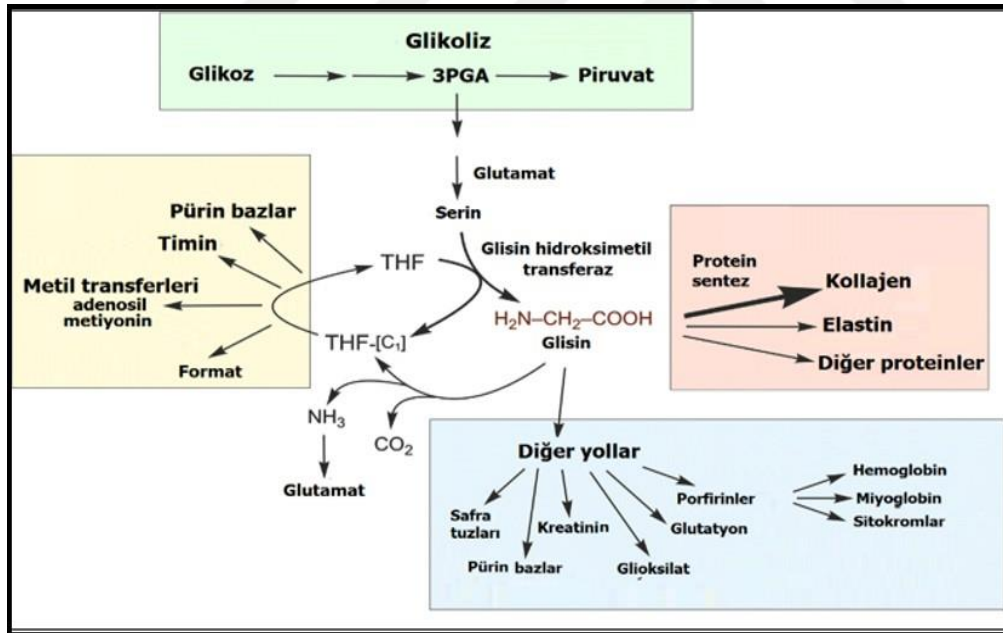 Glikoliz
Glikoz
3PGA
Piruvat
Glutamat
Serin
Glisin hidroksimetil
transferaz
Pürin bazlar
Timin
Metil transferleri
adenosil
metiyonin
Format
THF
THF-[C₁]
H₂N–CH₂–COOH
Glisin
Protein
sentez
Kollajen
Elastin
Diğer proteinler
NH₃
CO₂
Glutamat
Diğer yollar
Safra
tuzları
Pürin bazlar
Kreatinin
Glioksilat
Glutatyon
Porfirinler
Hemoglobin
Miyoglobin
Sitokromlar